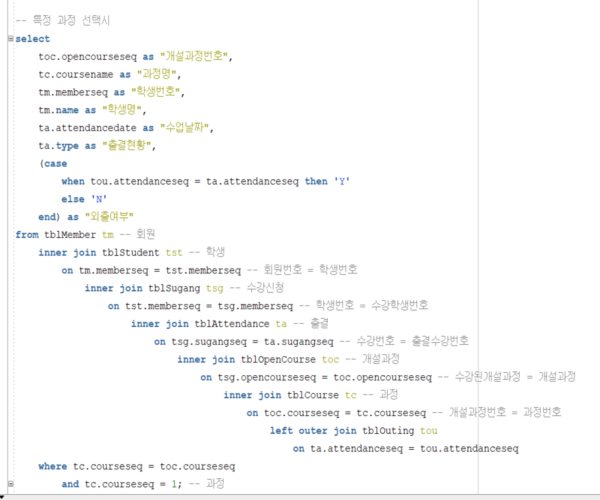 -- 특정 과정 선택시
select
toc.opencourseseq as "개설과정번호",
tc.coursename as "과정명",
tm.memberseq as "학생번호",
tm.name as "학생명",
ta.attendancedate as "수업날짜",
ta.type as "출결현황",
(case
when tou.attendanceseq = ta.attendanceseq then 'Y'
else 'N'
end) as "외출여부"
from tblMember tm -- 회원
inner join tblStudent tst -- 학생
on tm.memberseq = tst.memberseq -- 회원번호 = 학생번호
inner join tblSugang tsg -- 수강신청
on tst.memberseq = tsg.memberseq -- 학생번호 = 수강학생번호
inner join tblAttendance ta -- 출결
on tsg.sugangseq = ta.sugangseq -- 수강번호 = 출결수강번호
inner join tblOpenCourse toc -- 개설과정
on tsg.opencourseseq = toc.opencourseseq -- 수강된개설과정 = 개설과정
inner join tblCourse tc -- 과정
on toc.courseseq = tc.courseseq -- 개설과정번호 = 과정번호
left outer join tblOuting tou
on ta.attendanceseq = tou.attendanceseq
where tc.courseseq = toc.courseseq
and tc.courseseq = 1; -- 과정